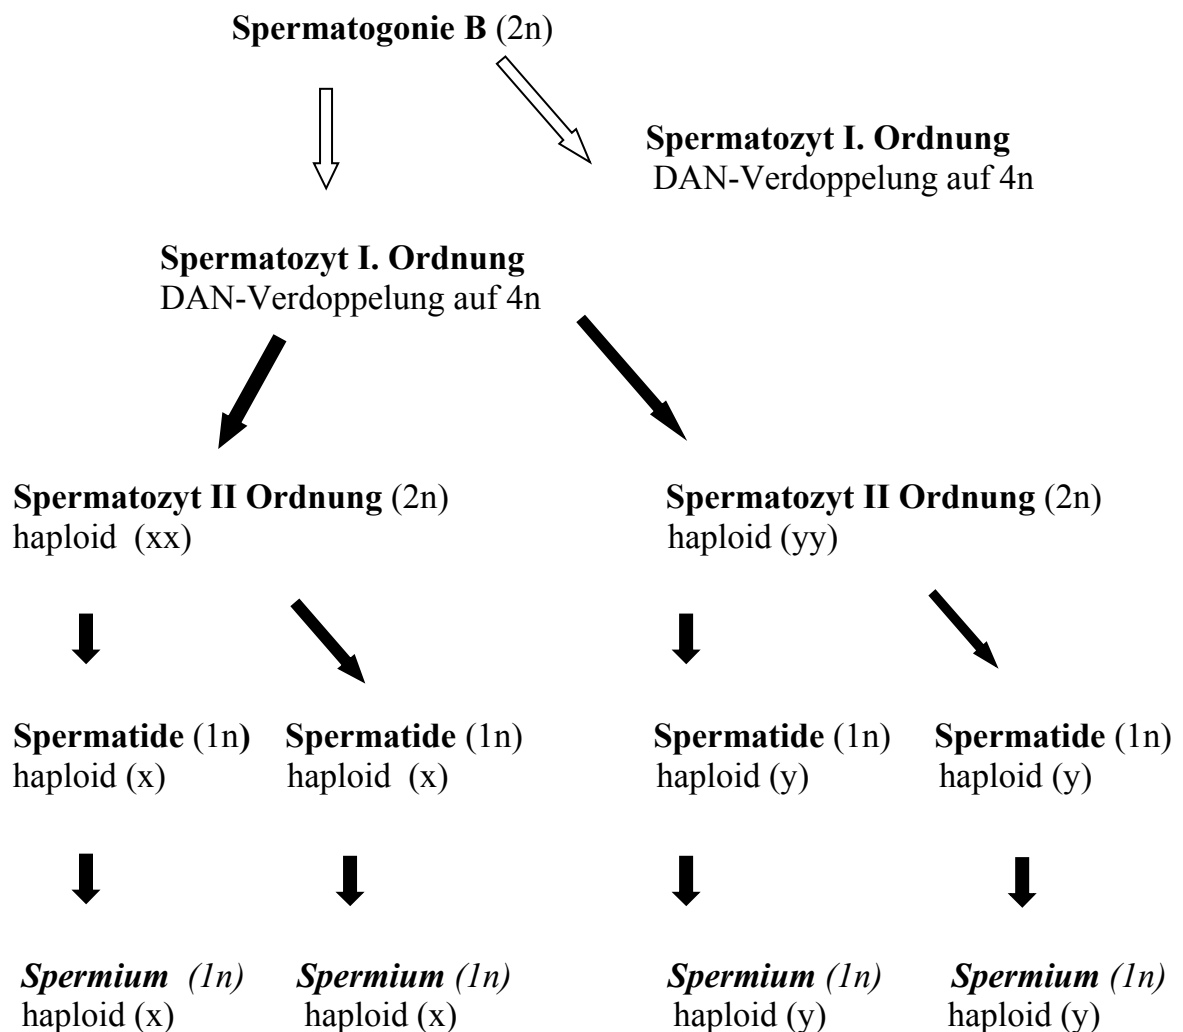 Spermatogonie B (2n)
Spermatozyt I. Ordnung
DAN-Verdoppelung auf 4n
Spermatozyt I. Ordnung
DAN-Verdoppelung auf 4n
Spermatozyt II Ordnung (2n)
haploid (xx)
Spermatozyt II Ordnung (2n)
haploid (yy)
Spermatide (1n) Spermatide (1n) Spermatide (1n) Spermatide (1n)
haploid (x) haploid (x) haploid (y) haploid (y)
Spermium (1n) Spermium (1n) Spermium (1n) Spermium (1n)
haploid (x) haploid (x) haploid (y) haploid (y)